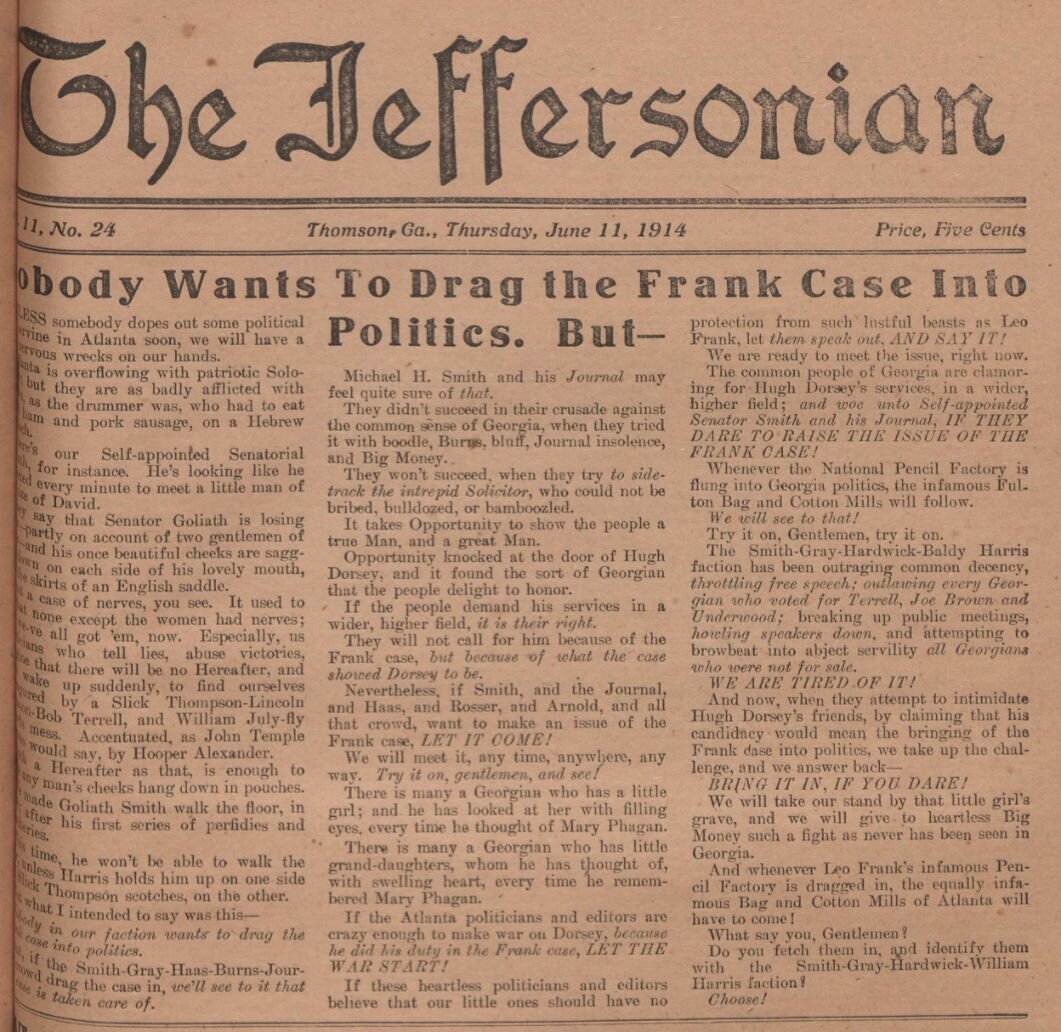 The Jeffersonian
11, No. 24
Thomson, Ga., Thursday, June 11, 1914
Price, Five Cents
obody Wants To Drag the Frank Case Into
Politics. But—
LESS somebody dopes out some political
ervine in Atlanta soon, we will have a
ervous wrecks on our hands.
anta is overflowing with patriotic Solo-
but they are as badly afflicted with
, as the drummer was, who had to eat
ham and pork sausage, on a Hebrew
ch.
ere's our Self-appointed Senatorial
th, for instance. He's looking like he
ted every minute to meet a little man of
ze of David.
ey say that Senator Goliath is losing
—partly on account of two gentlemen of
—and his once beautiful cheeks are sagg-
own on each side of his lovely mouth,
he skirts of an English saddle.
a case of nerves, you see. It used to
at none except the women had nerves;
we-ve all got 'em, now. Especially, us
icians who tell lies, abuse victories,
ine that there will be no Hereafter, and
wake up suddenly, to find ourselves
ured by a Slick Thompson-Lincoln
on-Bob Terrell, and William July-fly
mess. Accentuated, as John Temple
would say, by Hooper Alexander.
a Hereafter as that, is enough to
any man's cheeks hang down in pouches.
made Goliath Smith walk the floor, in
after his first series of perfidies and
eries.
is time, he won't be able to walk the
unless Harris holds him up on one side
Slick Thompson scotches, on the other.
what I intended to say was this—
obody in our faction wants to drag the
k case into politics.
t, if the Smith-Gray-Haas-Burns-Jour-
rowd drag the case in, we'll see to it that
ase is taken care of.
Michael H. Smith and his Journal may
feel quite sure of that.
They didn't succeed in their crusade against
the common sense of Georgia, when they tried
it with boodle, Burns, bluff, Journal insolence,
and Big Money.
They won't succeed, when they try to side-
track the intrepid Solicitor, who could not be
bribed, bulldozed, or bamboozled.
It takes Opportunity to show the people a
true Man, and a great Man.
Opportunity knocked at the door of Hugh
Dorsey, and it found the sort of Georgian
that the people delight to honor.
If the people demand his services in a
wider, higher field, it is their right.
They will not call for him because of the
Frank case, but because of what the case
showed Dorsey to be.
Nevertheless, if Smith, and the Journal,
and Haas, and Rosser, and Arnold, and all
that crowd, want to make an issue of the
Frank case, LET IT COME!
We will meet it, any time, anywhere, any
way. Try it on, gentlemen, and see!
There is many a Georgian who has a little
girl; and he has looked at her with filling
eyes, every time he thought of Mary Phagan.
There is many a Georgian who has little
grand-daughters, whom he has thought of,
with swelling heart, every time he remem-
bered Mary Phagan.
If the Atlanta politicians and editors are
crazy enough to make war on Dorsey, because
he did his duty in the Frank case, LET THE
WAR START!
If these heartless politicians and editors
believe that our little ones should have no
protection from such lustful beasts as Leo
Frank, let them speak out, AND SAY IT!
We are ready to meet the issue, right now.
The common people of Georgia are clamor-
ing for Hugh Dorsey's services, in a wider,
higher field; and woe unto Self-appointed
Senator Smith and his Journal, IF THEY
DARE TO RAISE THE ISSUE OF THE
FRANK CASE!
Whenever the National Pencil Factory is
flung into Georgia politics, the infamous Ful-
ton Bag and Cotton Mills will follow.
We will see to that!
Try it on, Gentlemen, try it on.
The Smith-Gray-Hardwick-Baldy Harris
faction has been outraging common decency,
throttling free speech; outlawing every Geor-
gian who voted for Terrell, Joe Brown and
Underwood; breaking up public meetings,
howling speakers down, and attempting to
browbeat into abject servility all Georgians
who were not for sale.
WE ARE TIRED OF IT!
And now, when they attempt to intimidate
Hugh Dorsey's friends, by claiming that his
candidacy would mean the bringing of the
Frank case into politics, we take up the chal-
lenge, and we answer back—
BRING IT IN, IF YOU DARE!
We will take our stand by that little girl's
grave, and we will give to heartless Big
Money such a fight as never has been seen in
Georgia.
And whenever Leo Frank's infamous Pen-
cil Factory is dragged in, the equally infa-
mous Bag and Cotton Mills of Atlanta will
have to come!
What say you, Gentlemen?
Do you fetch them in, and identify them
with the Smith-Gray-Hardwick-William
Harris faction?
Choose!